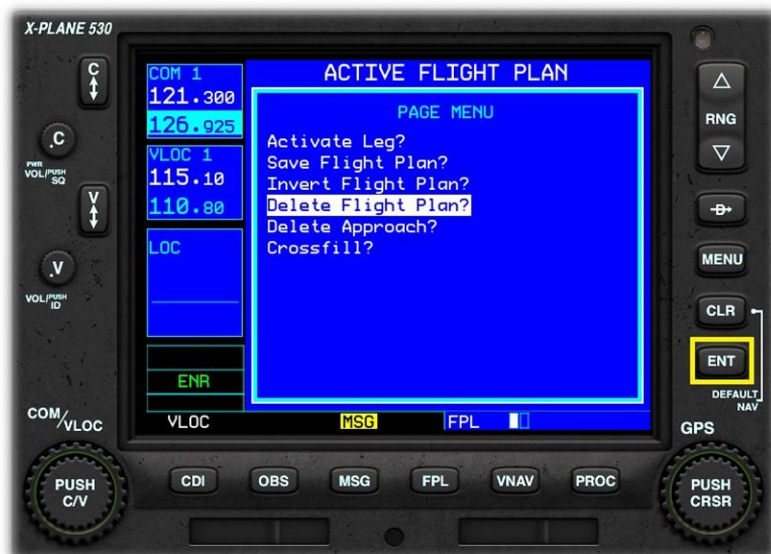 X-PLANE 530
C
.C
PWR
VOL/PUSH
SQ
V
.V
VOL/PUSH
ID
COM/VLOC
PUSH
C/V
COM 1
121.300
126.925
VLOC 1
115.10
110.80
LOC
ENR
VLOC
ACTIVE FLIGHT PLAN
PAGE MENU
Activate Leg?
Save Flight Plan?
Invert Flight Plan?
Delete Flight Plan?
Delete Approach?
Crossfill?
MSG
FPL
RNG
D
MENU
CLR
ENT
DEFAULT
NAV
GPS
PUSH
CRSR
CDI
OBS
MSG
FPL
VNAV
PROC